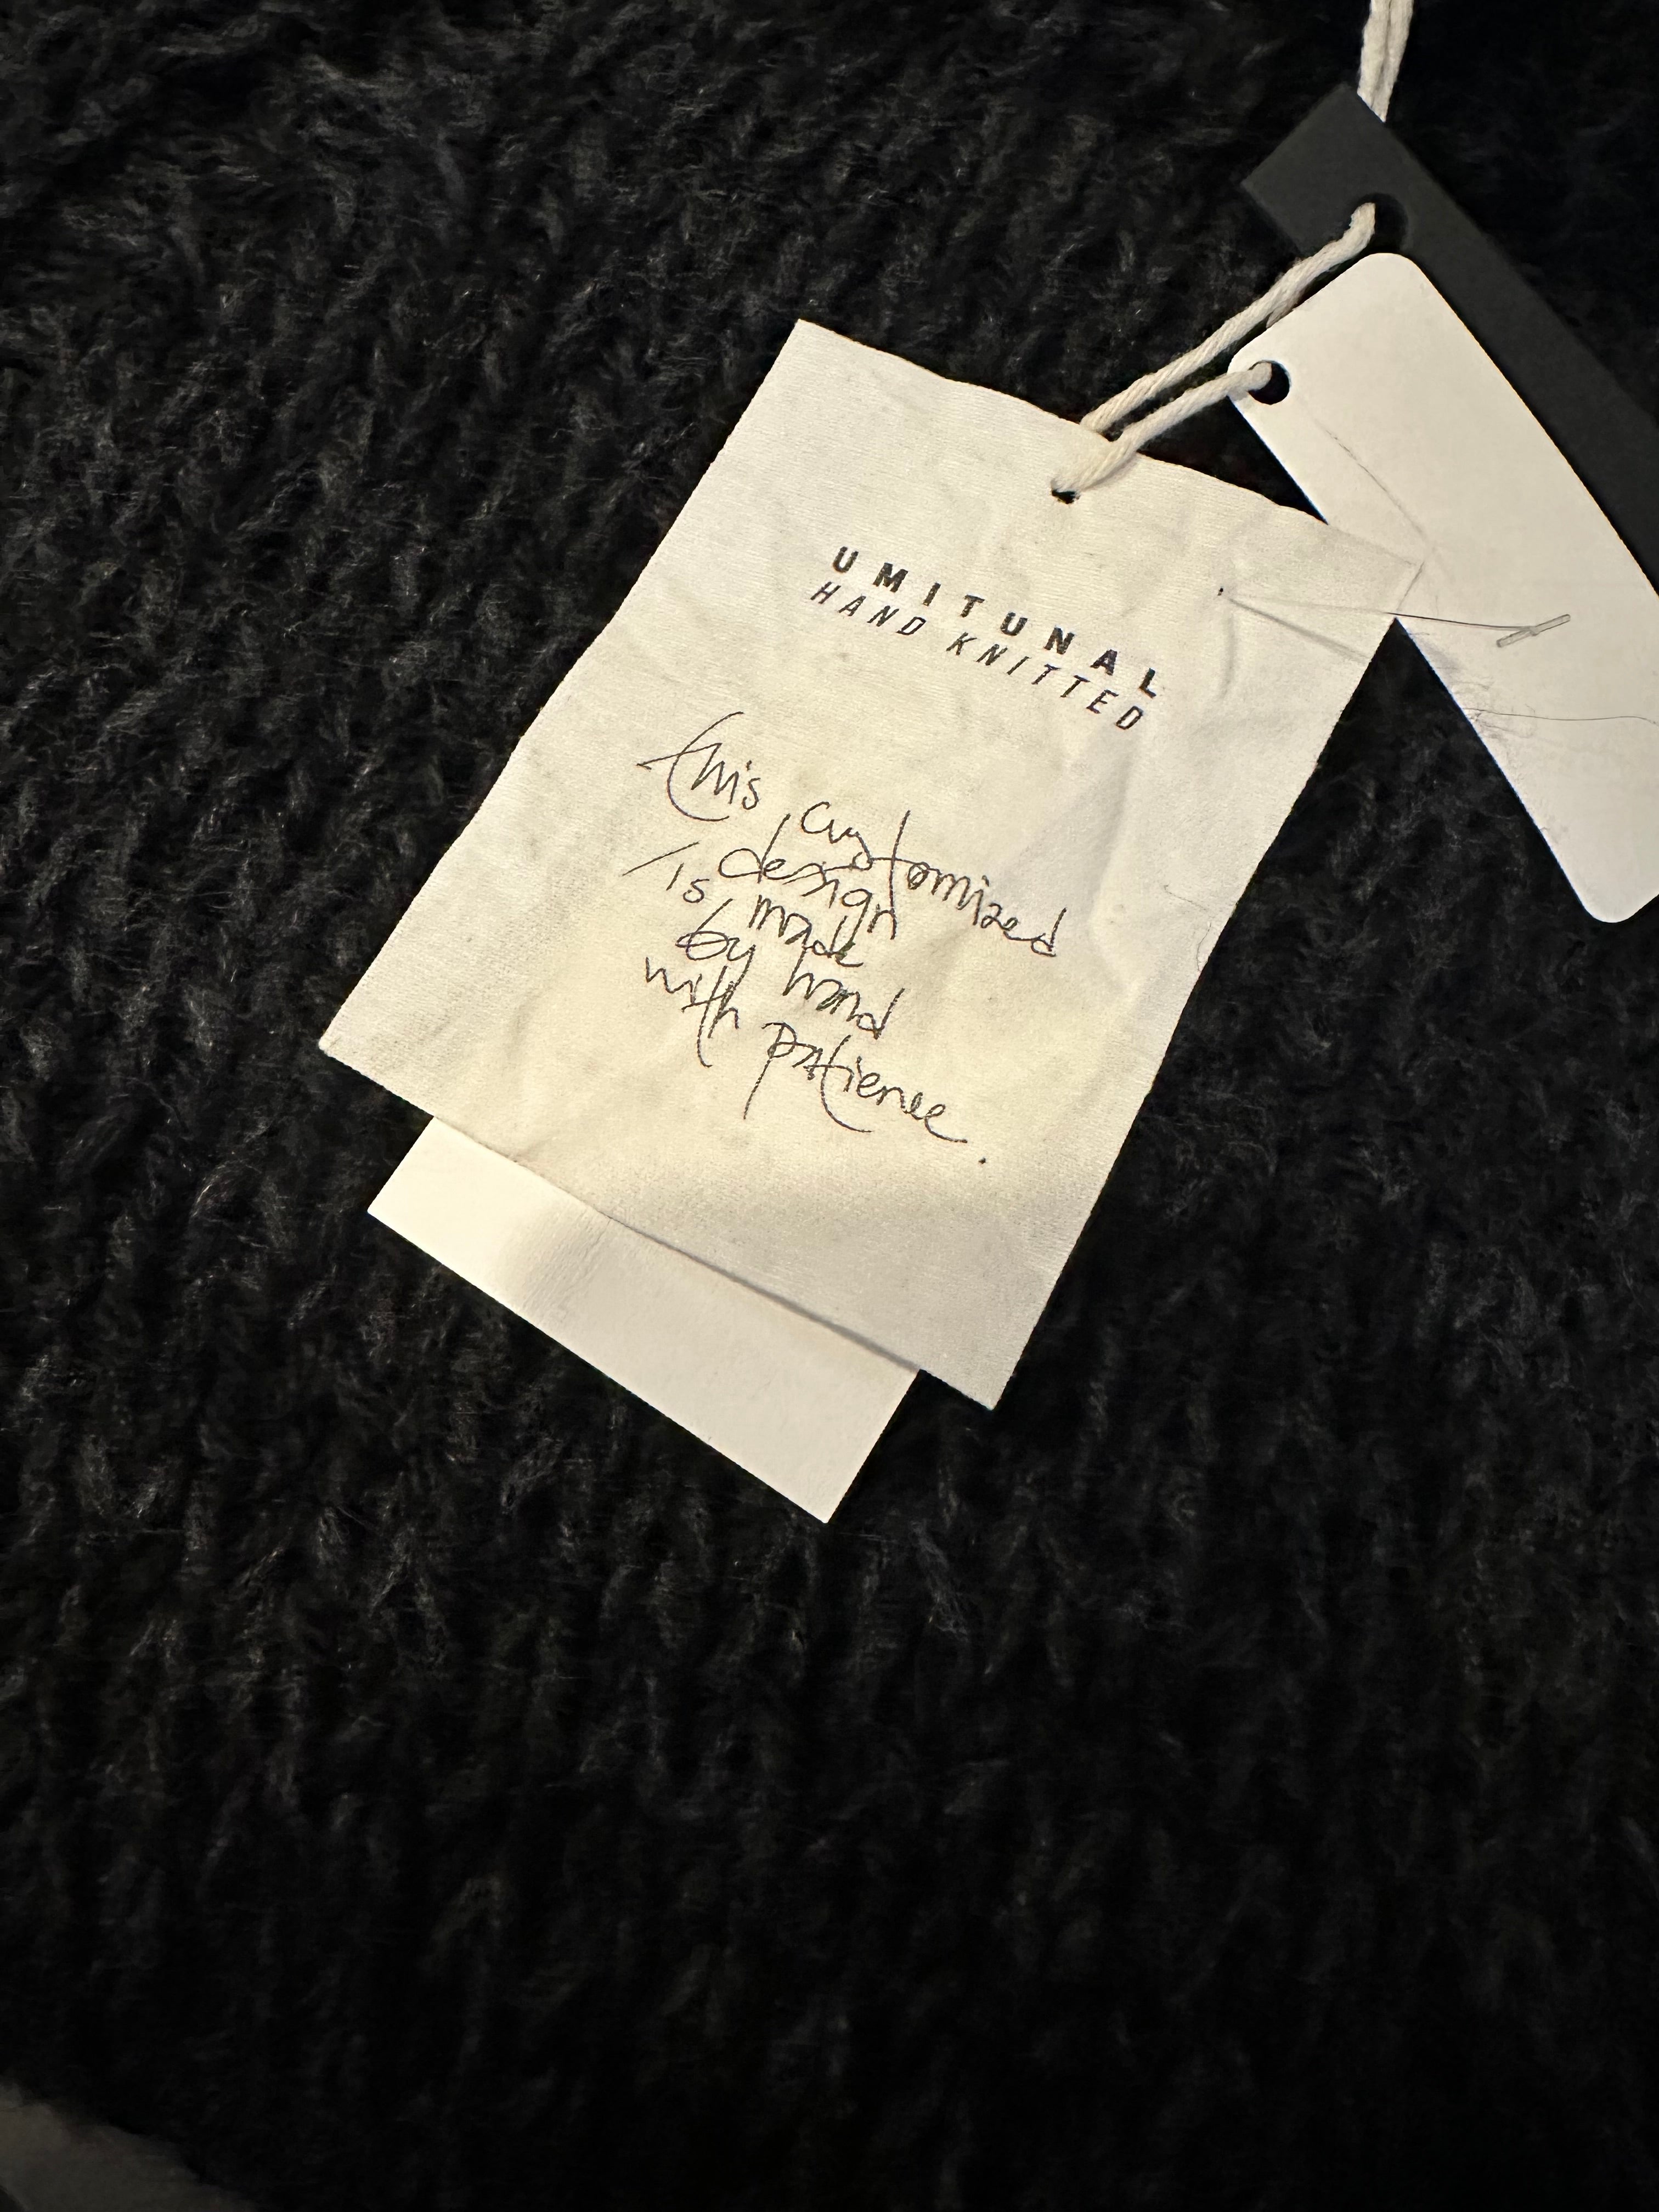 UMITUNAL
HAND KNITTED
this customized
design
is made
by hand
with patience.